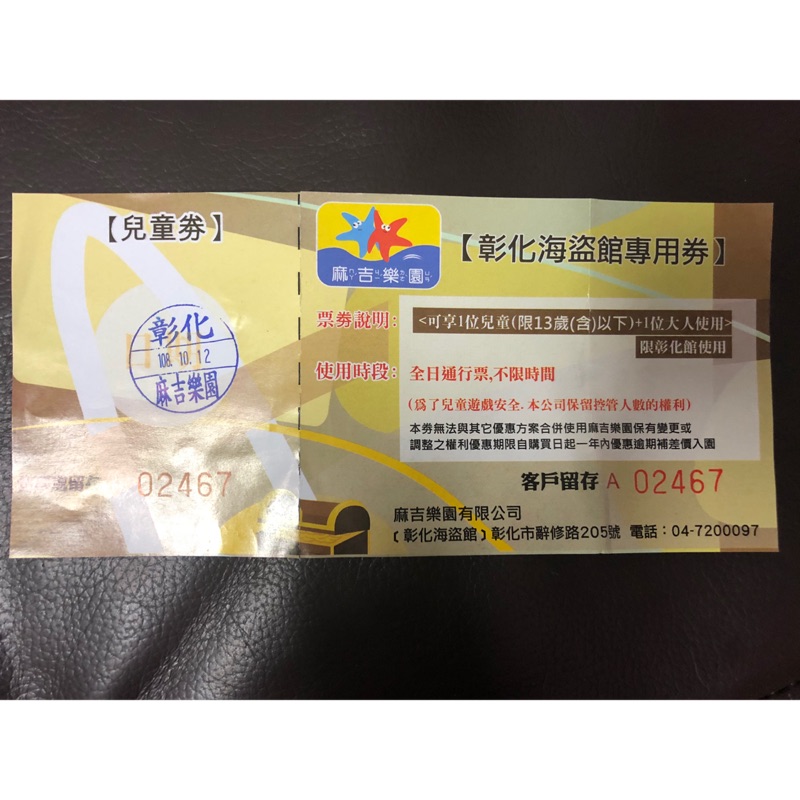 【兒童券】
彰化
108. 10. 12
麻吉樂園
02467
麻吉樂園
【彰化海盜館專用券】
票券說明:
<可享1位兒童(限13歲(含)以下)+1位大人使用>
限彰化館使用
使用時段: 全日通行票,不限時間
(為了兒童遊戲安全. 本公司保留控管人數的權利)
本券無法與其它優惠方案合併使用麻吉樂園保有變更或
調整之權利優惠期限自購買日起一年內優惠逾期補差價入園
客戶留存 A 02467
麻吉樂園有限公司
﹝彰化海盜館﹞彰化市辭修路205號 電話：04-7200097